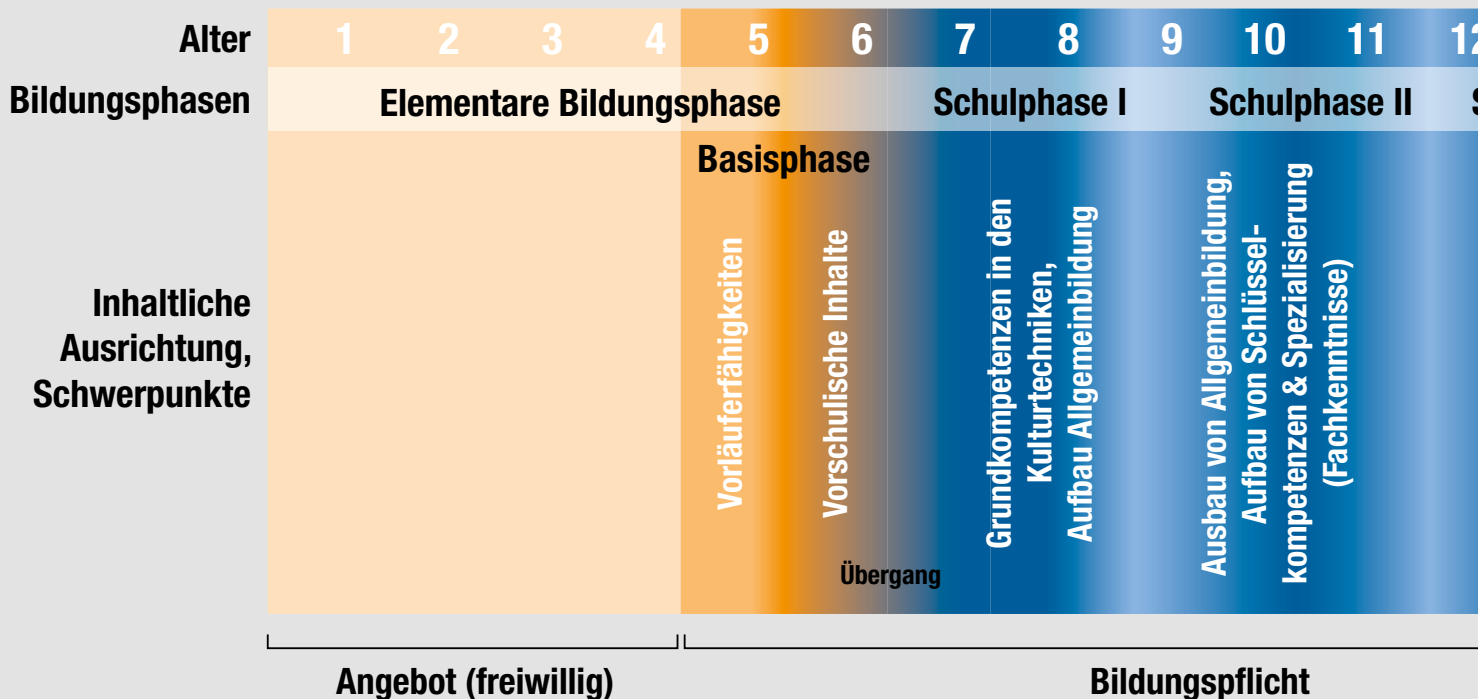 Alter 1 2 3 4 5 6 7 8 9 10 11 12
Bildungsphasen Elementare Bildungsphase Schulphase I Schulphase II S
Basisphase
Inhaltliche
Ausrichtung,
Schwerpunkte
Vorläuferfähigkeiten
Vorschulische Inhalte
Grundkompetenzen in den
Kulturtechniken,
Aufbau Allgemeinbildung
Ausbau von Allgemeinbildung,
Aufbau von Schlüssel-
kompetenzen & Spezialisierung
(Fachkenntnisse)
Übergang
Angebot (freiwillig) Bildungspflicht